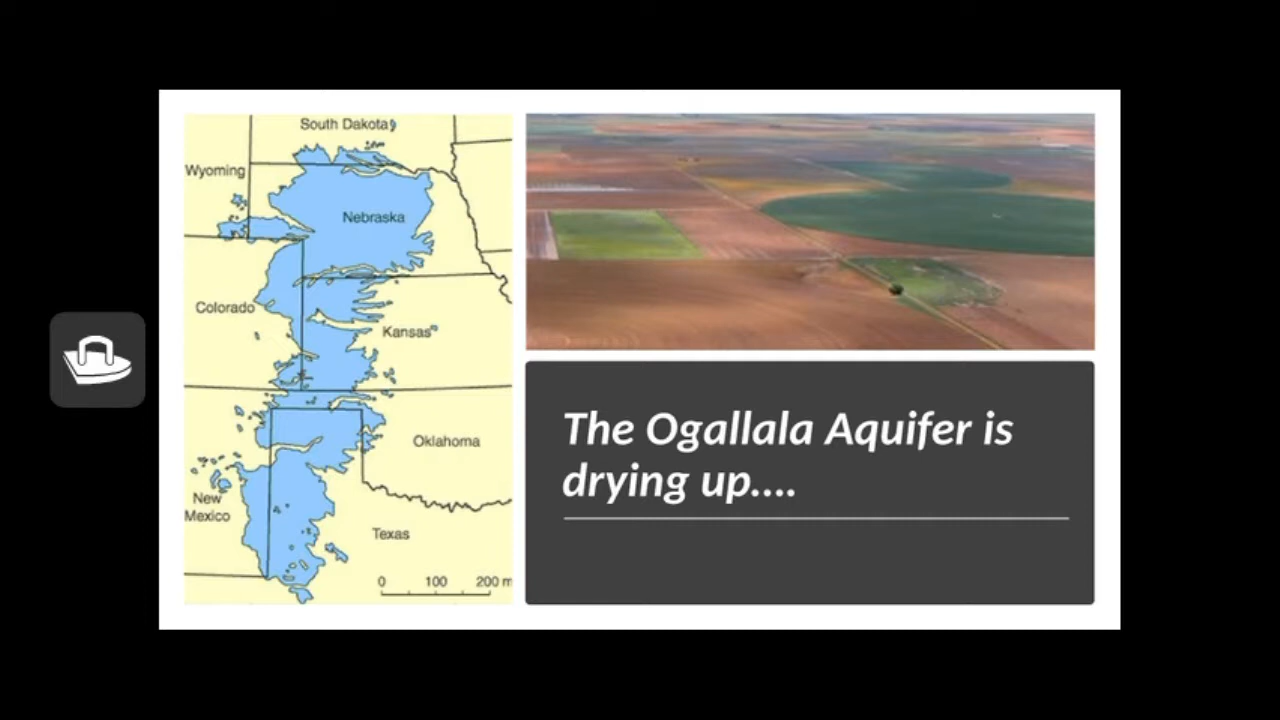 South Dakota
Wyoming
Nebraska
Colorado
Kansas
Oklahoma
New
Mexico
Texas
0 100 200 m
The Ogallala Aquifer is
drying up....